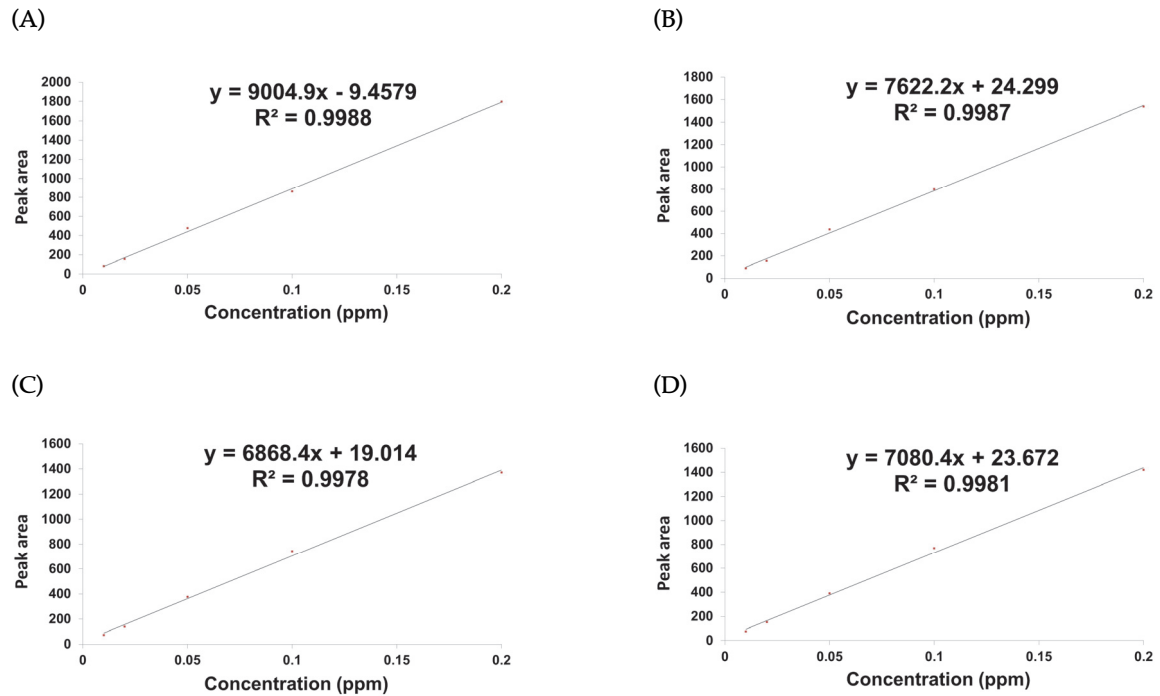 (A)
y = 9004.9x - 9.4579
R² = 0.9988
2000
1800
1600
1400
1200
1000
800
600
400
200
0
Peak area
0 0.05 0.1 0.15 0.2
Concentration (ppm)
(B)
y = 7622.2x + 24.299
R² = 0.9987
1800
1600
1400
1200
1000
800
600
400
200
0
Peak area
0 0.05 0.1 0.15 0.2
Concentration (ppm)
(C)
y = 6868.4x + 19.014
R² = 0.9978
1600
1400
1200
1000
800
600
400
200
0
Peak area
0 0.05 0.1 0.15 0.2
Concentration (ppm)
(D)
y = 7080.4x + 23.672
R² = 0.9981
1600
1400
1200
1000
800
600
400
200
0
Peak area
0 0.05 0.1 0.15 0.2
Concentration (ppm)